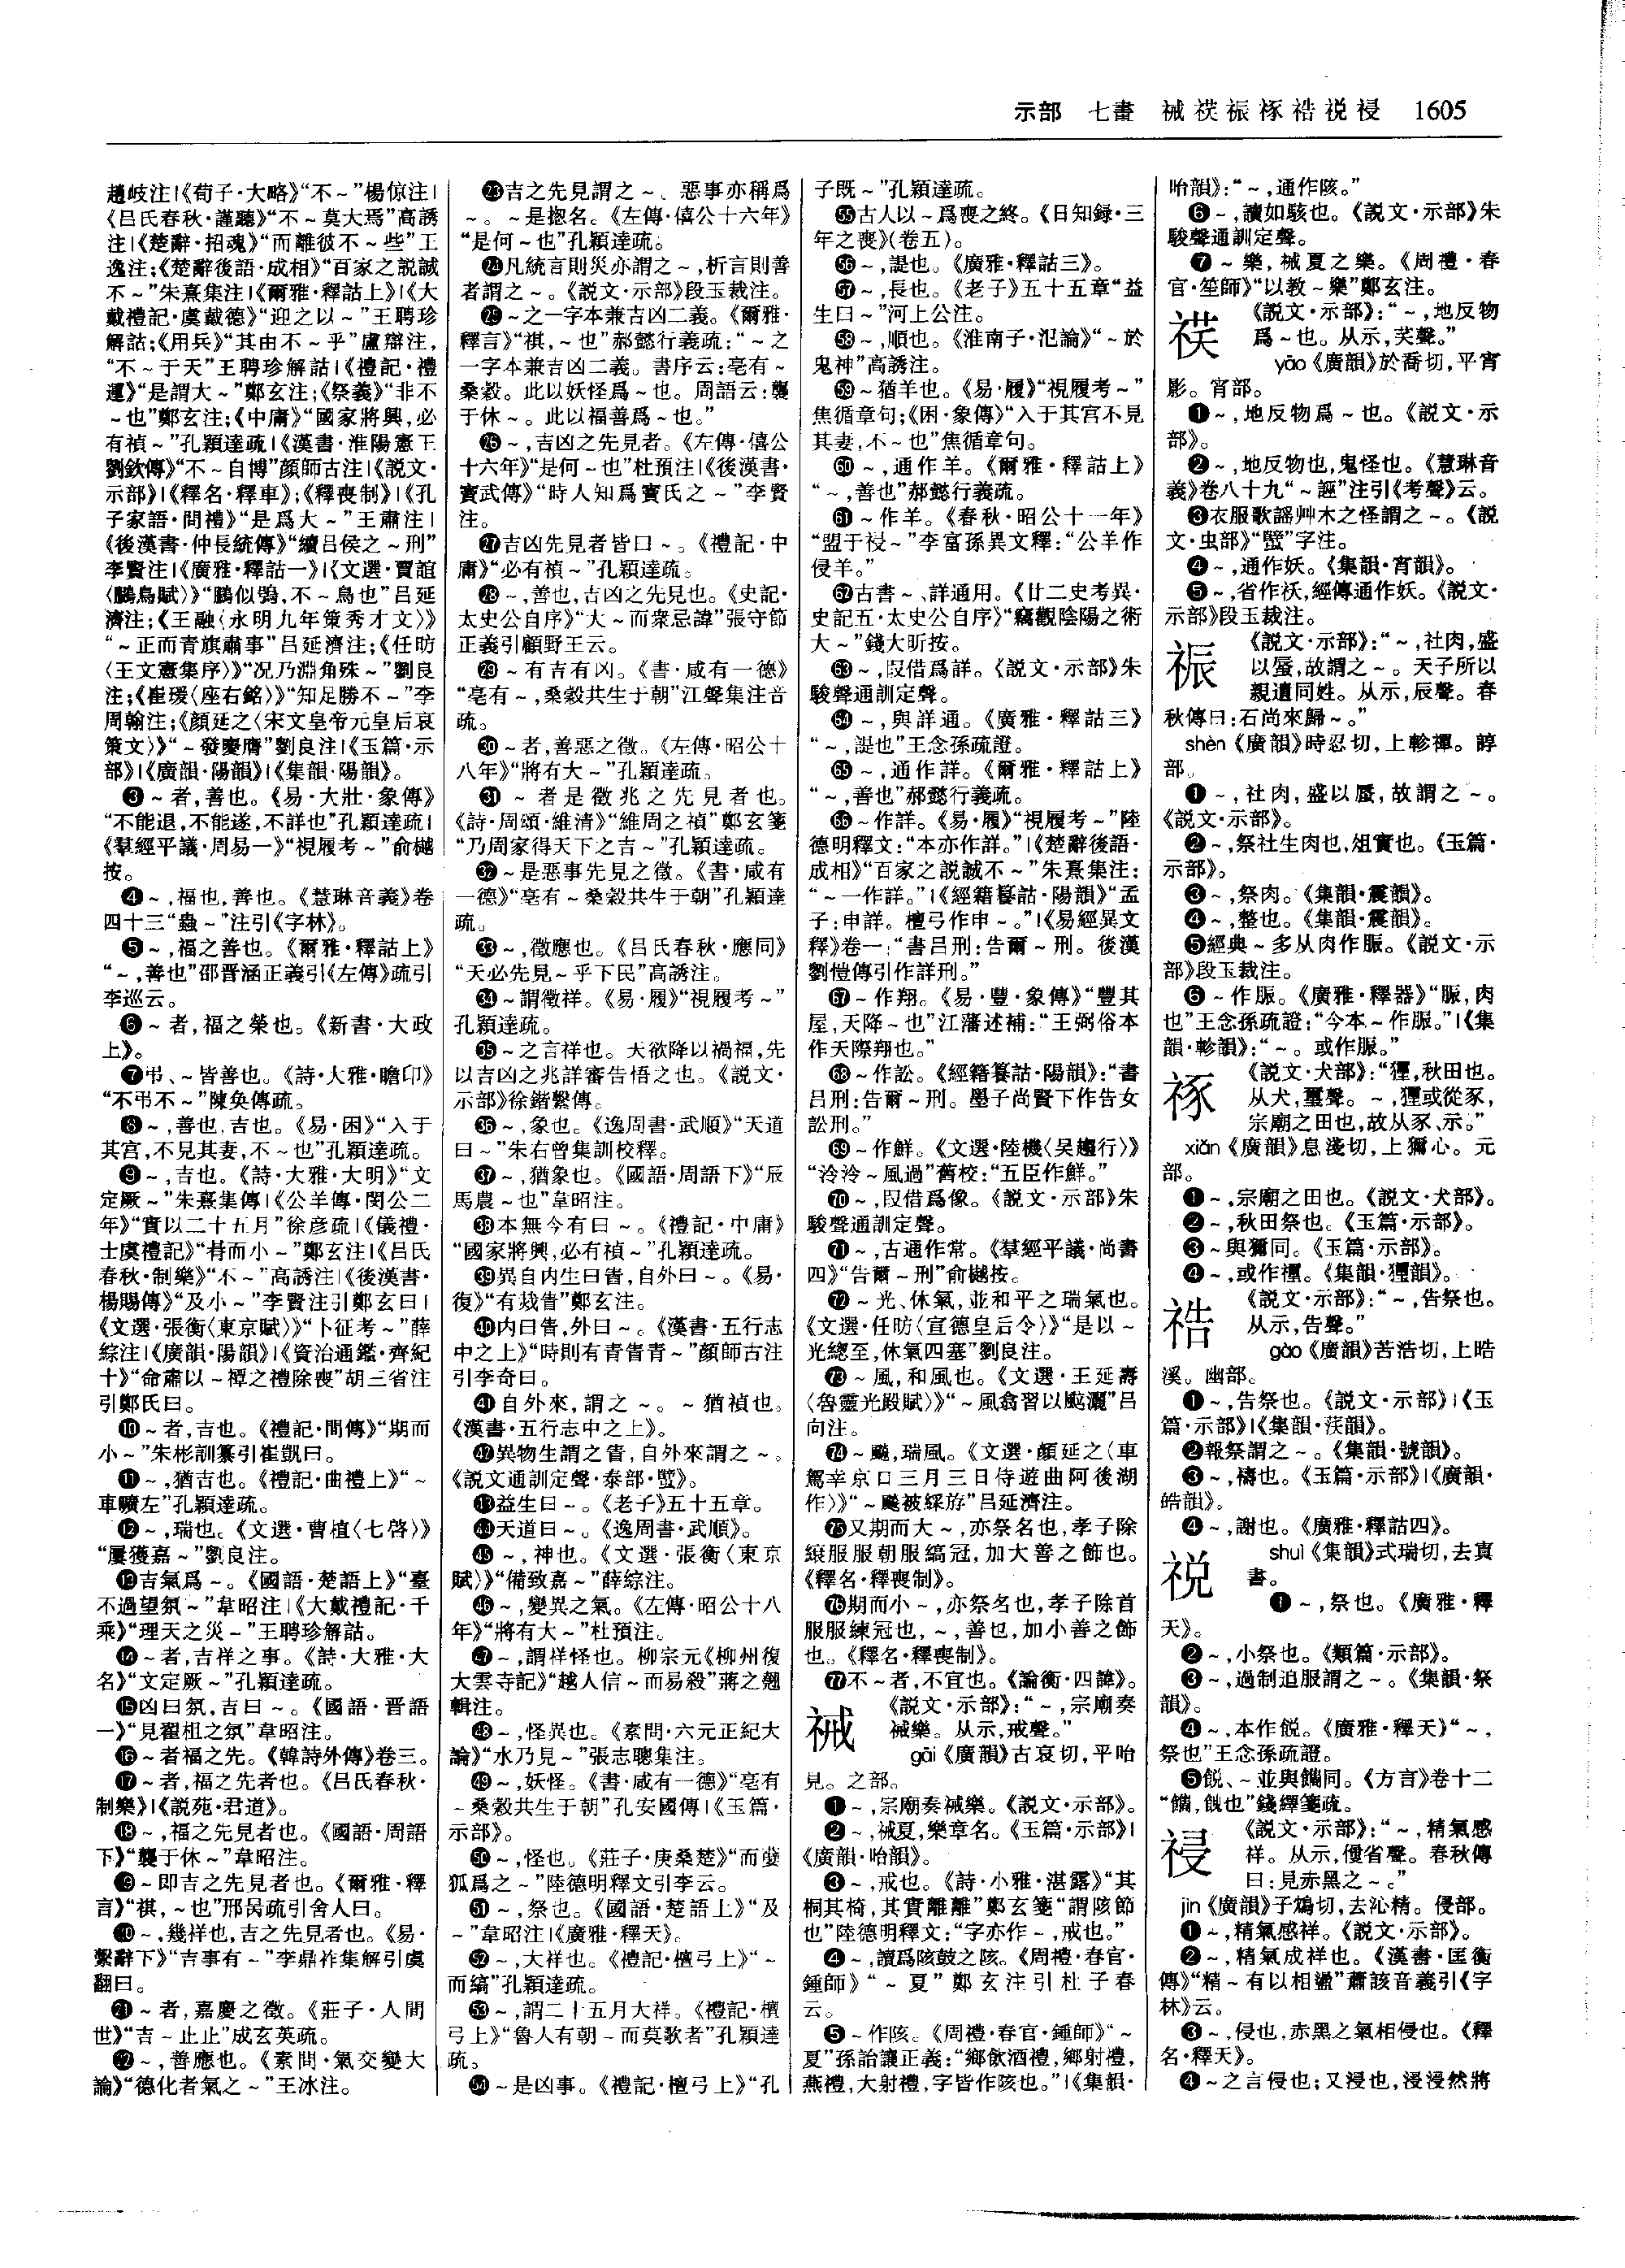 示部　七畫　祴䄏祳䄠祰祱祲　1605
趙岐注|《荀子·大略》“不～”楊倞注|
《吕氏春秋·謹聽》“不～莫大焉”高誘
注|《楚辭·招魂》“而離彼不～些”王
逸注;《楚辭後語·成相》“百家之説誠
不～”朱熹集注|《爾雅·釋詁上》|《大
戴禮記·虞戴德》“迎之以～”王聘珍
解詁;《用兵》“其由不～乎”盧辯注,
“不～于天”王聘珍解詁|《禮記·禮
運》“是謂大～”鄭玄注;《祭義》“非不
～也”鄭玄注;《中庸》“國家將興,必
有禎～”孔穎達疏|《漢書·淮陽憲王
劉欽傳》“不～自博”顔師古注|《説文·
示部》|《釋名·釋車》;《釋喪制》|《孔
子家語·問禮》“是爲大～”王肅注|
《後漢書·仲長統傳》“續吕侯之～刑”
李賢注|《廣雅·釋詁一》|《文選·賈誼
〈鵩鳥賦〉》“鵩似鴞,不～鳥也”吕延
濟注;《王融〈永明九年策秀才文〉》
“～正而青旗肅事”吕延濟注;《任昉
〈王文憲集序〉》“况乃淵角殊～”劉良
注;《崔瑗〈座右銘〉》“知足勝不～”李
周翰注;《顔延之〈宋文皇帝元皇后哀
策文〉》“～發慶膺”劉良注|《玉篇·示
部》|《廣韻·陽韻》|《集韻·陽韻》。
❸～者,善也。《易·大壯·象傳》
“不能退,不能遂,不詳也”孔穎達疏|
《羣經平議·周易一》“視履考～”俞樾
按。
❹～,福也,善也。《慧琳音義》卷
四十三“蟲～”注引《字林》。
❺～,福之善也。《爾雅·釋詁上》
“～,善也”邵晋涵正義引《左傳》疏引
李巡云。
❻～者,福之榮也。《新書·大政
上》。
❼弔、～皆善也。《詩·大雅·瞻卬》
“不弔不～”陳奂傳疏。
❽～,善也,吉也。《易·困》“入于
其宫,不見其妻,不～也”孔穎達疏。
❾～,吉也。《詩·大雅·大明》“文
定厥～”朱熹集傳|《公羊傳·閔公二
年》“實以二十五月”徐彦疏|《儀禮·
士虞禮記》“朞而小～”鄭玄注|《吕氏
春秋·制樂》“不～”高誘注|《後漢書·
楊賜傳》“及小～”李賢注引鄭玄曰|
《文選·張衡〈東京賦〉》“卜征考～”薛
綜注|《廣韻·陽韻》|《資治通鑑·齊紀
十》“命肅以～禫之禮除喪”胡三省注
引鄭氏曰。
❿～者,吉也。《禮記·間傳》“期而
小～”朱彬訓纂引崔凱曰。
⓫～,猶吉也。《禮記·曲禮上》“～
車曠左”孔穎達疏。
⓬～,瑞也。《文選·曹植〈七啓〉》
“屢獲嘉～”劉良注。
⓭吉氣爲～。《國語·楚語上》“臺
不過望氛～”韋昭注|《大戴禮記·千
乘》“理天之災～”王聘珍解詁。
⓮～者,吉祥之事。《詩·大雅·大
名》“文定厥～”孔穎達疏。
⓯凶曰氛,吉曰～。《國語·晋語
一》“見翟柤之氛”韋昭注。
⓰～者福之先。《韓詩外傳》卷三。
⓱～者,福之先者也。《吕氏春秋·
制樂》|《説苑·君道》。
⓲～,福之先見者也。《國語·周語
下》“襲于休～”韋昭注。
⓳～即吉之先見者也。《爾雅·釋
言》“祺,～也”邢昺疏引舍人曰。
⓴～,幾祥也,吉之先見者也。《易·
繫辭下》“吉事有～”李鼎祚集解引虞
翻曰。
㉑～者,嘉慶之徵。《莊子·人間
世》“吉～止止”成玄英疏。
㉒～,善應也。《素問·氣交變大
論》“德化者氣之～”王冰注。
㉓吉之先見謂之～、惡事亦稱爲
～。～是揔名。《左傳·僖公十六年》
“是何～也”孔穎達疏。
㉔凡統言則災亦謂之～,析言則善
者謂之～。《説文·示部》段玉裁注。
㉕～之一字本兼吉凶二義。《爾雅·
釋言》“祺,～也”郝懿行義疏:“～之
一字本兼吉凶二義。書序云:亳有～
桑穀。此以妖怪爲～也。周語云:襲
于休～。此以福善爲～也。”
㉖～,吉凶之先見者。《左傳·僖公
十六年》“是何～也”杜預注|《後漢書·
竇武傳》“時人知爲竇氏之～”李賢
注。
㉗吉凶先見者皆曰～。《禮記·中
庸》“必有禎～”孔穎達疏。
㉘～,善也,吉凶之先見也。《史記·
太史公自序》“大～而衆忌諱”張守節
正義引顧野王云。
㉙～有吉有凶。《書·咸有一德》
“亳有～,桑穀共生于朝”江聲集注音
疏。
㉚～者,善惡之徵。《左傳·昭公十
八年》“將有大～”孔穎達疏。
㉛～者是徵兆之先見者也。
《詩·周頌·維清》“維周之禎”鄭玄箋
“乃周家得天下之吉～”孔穎達疏。
㉜～是惡事先見之徵。《書·咸有
一德》“亳有～桑穀共生于朝”孔穎達
疏。
㉝～,徵應也。《吕氏春秋·應同》
“天必先見～乎下民”高誘注。
㉞～謂徵祥。《易·履》“視履考～”
孔穎達疏。
㉟～之言祥也。天欲降以禍福,先
以吉凶之兆詳審告悟之也。《説文·
示部》徐鍇繫傳。
㊱～,象也。《逸周書·武順》“天道
曰～”朱右曾集訓校釋。
㊲～,猶象也。《國語·周語下》“辰
馬農～也”韋昭注。
㊳本無今有曰～。《禮記·中庸》
“國家將興,必有禎～”孔穎達疏。
㊴異自内生曰眚,自外曰～。《易·
復》“有烖眚”鄭玄注。
㊵内曰眚,外曰～。《漢書·五行志
中之上》“時則有青眚青～”顔師古注
引李奇曰。
㊶自外來,謂之～。～猶禎也。
《漢書·五行志中之上》。
㊷異物生謂之眚,自外來謂之～。
《説文通訓定聲·泰部·蠥》。
㊸益生曰～。《老子》五十五章。
㊹天道曰～。《逸周書·武順》。
㊺～,神也。《文選·張衡〈東京
賦〉》“備致嘉～”薛綜注。
㊻～,變異之氣。《左傳·昭公十八
年》“將有大～”杜預注。
㊼～,謂祥怪也。柳宗元《柳州復
大雲寺記》“越人信～而易殺”蔣之翹
輯注。
㊽～,怪異也。《素問·六元正紀大
論》“水乃見～”張志聰集注。
㊾～,妖怪。《書·咸有一德》“亳有
～桑穀共生于朝”孔安國傳|《玉篇·
示部》。
㊿～,怪也。《莊子·庚桑楚》“而㜸
狐爲之～”陸德明釋文引李云。
51～,祭也。《國語·楚語上》“及
～”韋昭注|《廣雅·釋天》。
52～,大祥也。《禮記·檀弓上》“～
而縞”孔穎達疏。
53～,謂二十五月大祥。《禮記·檀
弓上》“魯人有朝～而莫歌者”孔穎達
疏。
54～是凶事。《禮記·檀弓上》“孔
子既～”孔穎達疏。
55古人以～爲喪之終。《日知録·三
年之喪》(卷五)。
56～,諟也。《廣雅·釋詁三》。
57～,長也。《老子》五十五章“益
生曰～”河上公注。
58～,順也。《淮南子·氾論》“～於
鬼神”高誘注。
59～猶羊也。《易·履》“視履考～”
焦循章句;《困·象傳》“入于其宫不見
其妻,不～也”焦循章句。
60～,通作羊。《爾雅·釋詁上》
“～,善也”郝懿行義疏。
61～作羊。《春秋·昭公十一年》
“盟于祲～”李富孫異文釋:“公羊作
侵羊。”
62古書～、詳通用。《廿二史考異·
史記五·太史公自序》“竊觀陰陽之術
大～”錢大昕按。
63～,叚借爲詳。《説文·示部》朱
駿聲通訓定聲。
64～,與詳通。《廣雅·釋詁三》
“～,諟也”王念孫疏證。
65～,通作詳。《爾雅·釋詁上》
“～,善也”郝懿行義疏。
66～作詳。《易·履》“視履考～”陸
德明釋文:“本亦作詳。”|《楚辭後語·
成相》“百家之説誠不～”朱熹集注:
“～一作詳。”|《經籍籑詁·陽韻》“孟
子:申詳。檀弓作申～。”|《易經異文
釋》卷一:“書吕刑:告爾～刑。後漢
劉愷傳引作詳刑。”
67～作翔。《易·豐·象傳》“豐其
屋,天降～也”江藩述補:“王弼俗本
作天際翔也。”
68～作訟。《經籍籑詁·陽韻》:“書
吕刑:告爾～刑。墨子尚賢下作告女
訟刑。”
69～作鮮。《文選·陸機〈吴趨行〉》
“泠泠～風過”舊校:“五臣作鮮。”
70～,叚借爲像。《説文·示部》朱
駿聲通訓定聲。
71～,古通作常。《羣經平議·尚書
四》“告爾～刑”俞樾按。
72～光、休氣,並和平之瑞氣也。
《文選·任昉〈宣德皇后令〉》“是以～
光總至,休氣四塞”劉良注。
73～風,和風也。《文選·王延壽
〈魯靈光殿賦〉》“～風翕習以颯灑”吕
向注。
74～飈,瑞風。《文選·顔延之〈車
駕幸京口三月三日侍遊曲阿後湖
作〉》“～飈被綵斿”吕延濟注。
75又期而大～,亦祭名也,孝子除
縗服服朝服縞冠,加大善之飾也。
《釋名·釋喪制》。
76期而小～,亦祭名也,孝子除首
服服練冠也,～,善也,加小善之飾
也。《釋名·釋喪制》。
77不～者,不宜也。《論衡·四諱》。
祴
《説文·示部》:“～,宗廟奏
祴樂。从示,戒聲。”
gāi《廣韻》古哀切,平咍
見。之部。
❶～,宗廟奏祴樂。《説文·示部》。
❷～,祴夏,樂章名。《玉篇·示部》|
《廣韻·咍韻》。
❸～,戒也。《詩·小雅·湛露》“其
桐其椅,其實離離”鄭玄箋“謂陔節
也”陸德明釋文:“字亦作～,戒也。”
❹～,讀爲陔鼓之陔。《周禮·春官·
鍾師》“～夏”鄭玄注引杜子春
云。
❺～作陔。《周禮·春官·鍾師》“～
夏”孫詒讓正義:“鄉飲酒禮,鄉射禮,
燕禮,大射禮,字皆作陔也。”|《集韻·
咍韻》:“～,通作陔。”
❻～,讀如駭也。《説文·示部》朱
駿聲通訓定聲。
❼～樂,祴夏之樂。《周禮·春
官·笙師》“以教～樂”鄭玄注。
䄏
《説文·示部》:“～,地反物
爲～也。从示,芺聲。”
yāo《廣韻》於喬切,平宵
影。宵部。
❶～,地反物爲～也。《説文·示
部》。
❷～,地反物也,鬼怪也。《慧琳音
義》卷八十九“～誣”注引《考聲》云。
❸衣服歌謡艸木之怪謂之～。《説
文·虫部》“蠥”字注。
❹～,通作妖。《集韻·宵韻》。
❺～,省作祅,經傳通作妖。《説文·
示部》段玉裁注。
祳
《説文·示部》:“～,社肉,盛
以蜃,故謂之～。天子所以
親遺同姓。从示,辰聲。春
秋傳曰:石尚來歸～。”
shèn《廣韻》時忍切,上軫禪。諄
部。
❶～,社肉,盛以蜃,故謂之～。
《説文·示部》。
❷～,祭社生肉也,俎實也。《玉篇·
示部》。
❸～,祭肉。《集韻·震韻》。
❹～,整也。《集韻·震韻》。
❺經典～多从肉作脤。《説文·示
部》段玉裁注。
❻～作脤。《廣雅·釋器》“脤,肉
也”王念孫疏證:“今本～作脤。”|《集
韻·軫韻》:“～。或作脤。”
䄠
《説文·犬部》:“玃,秋田也。
从犬,璽聲。～,玃或從豕,
宗廟之田也,故从豕、示。”
xiǎn《廣韻》息淺切,上獮心。元
部。
❶～,宗廟之田也。《説文·犬部》。
❷～,秋田祭也。《玉篇·示部》。
❸～與獮同。《玉篇·示部》。
❹～,或作禋。《集韻·㺑韻》。
祰
《説文·示部》:“～,告祭也。
从示,告聲。”
gào《廣韻》苦浩切,上晧
溪。幽部。
❶～,告祭也。《説文·示部》|《玉
篇·示部》|《集韻·茯韻》。
❷報祭謂之～。《集韻·號韻》。
❸～,禱也。《玉篇·示部》|《廣韻·
皓韻》。
❹～,謝也。《廣雅·釋詁四》。
祱
shuì《集韻》式瑞切,去寘
書。
❶～,祭也。《廣雅·釋
天》。
❷～,小祭也。《類篇·示部》。
❸～,過制追服謂之～。《集韻·祭
韻》。
❹～,本作餟。《廣雅·釋天》“～,
祭也”王念孫疏證。
❺餟、～並與餽同。《方言》卷十二
“餽,餟也”錢繹箋疏。
祲
《説文·示部》:“～,精氣感
祥。从示,侵省聲。春秋傳
曰:見赤黑之～。”
jìn《廣韻》子鴆切,去沁精。侵部。
❶～,精氣感祥。《説文·示部》。
❷～,精氣成祥也。《漢書·匡衡
傳》“精～有以相盪”蕭該音義引《字
林》云。
❸～,侵也,赤黑之氣相侵也。《釋
名·釋天》。
❹～之言侵也;又浸也,浸浸然將